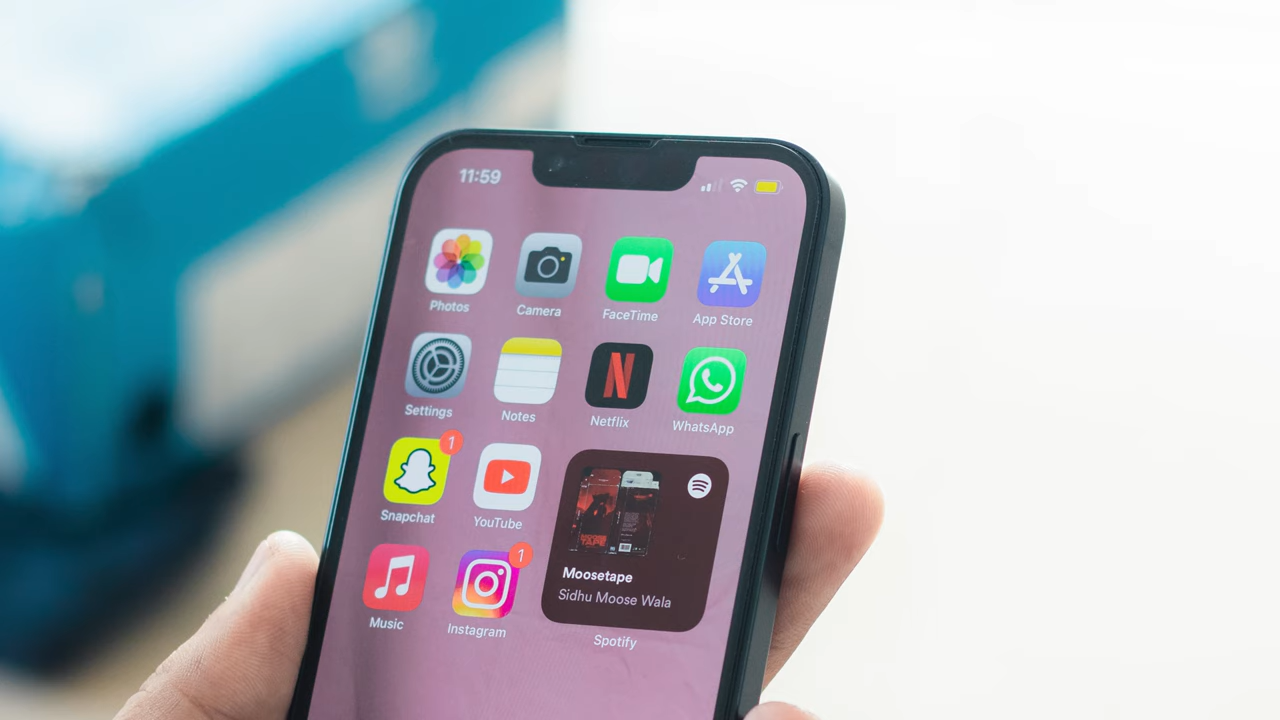 11:59
Photos Camera FaceTime App Store
Settings Notes Netflix WhatsApp
1
Snapchat YouTube
Moosetape
Sidhu Moose Wala
1
Music Instagram Spotify